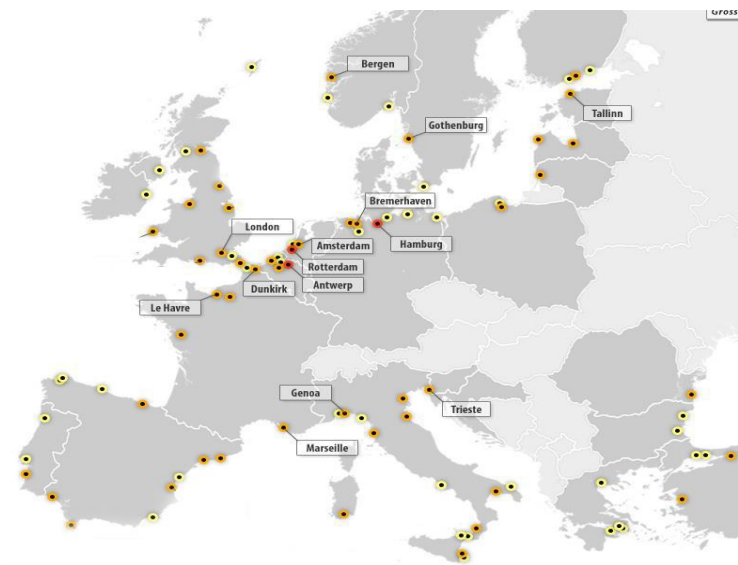 Bergen
Gothenburg
Tallinn
Bremerhaven
London
Amsterdam
Hamburg
Rotterdam
Dunkirk
Antwerp
Le Havre
Genoa
Trieste
Marseille